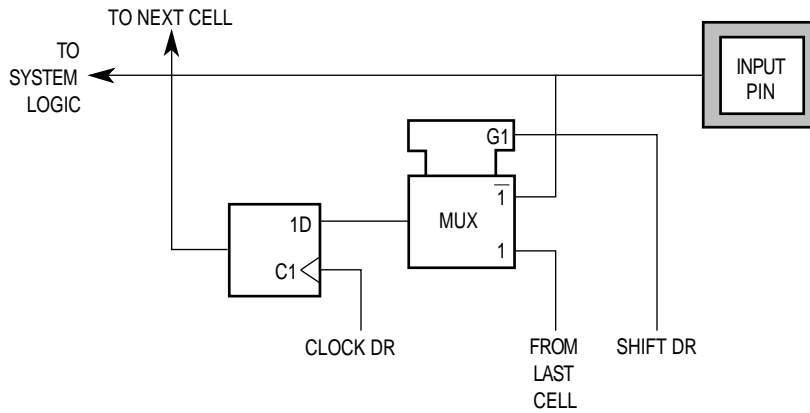 TO NEXT CELL
TO
SYSTEM
LOGIC
INPUT
PIN
G1
1
MUX
1
1D
C1
CLOCK DR
FROM
LAST
CELL
SHIFT DR